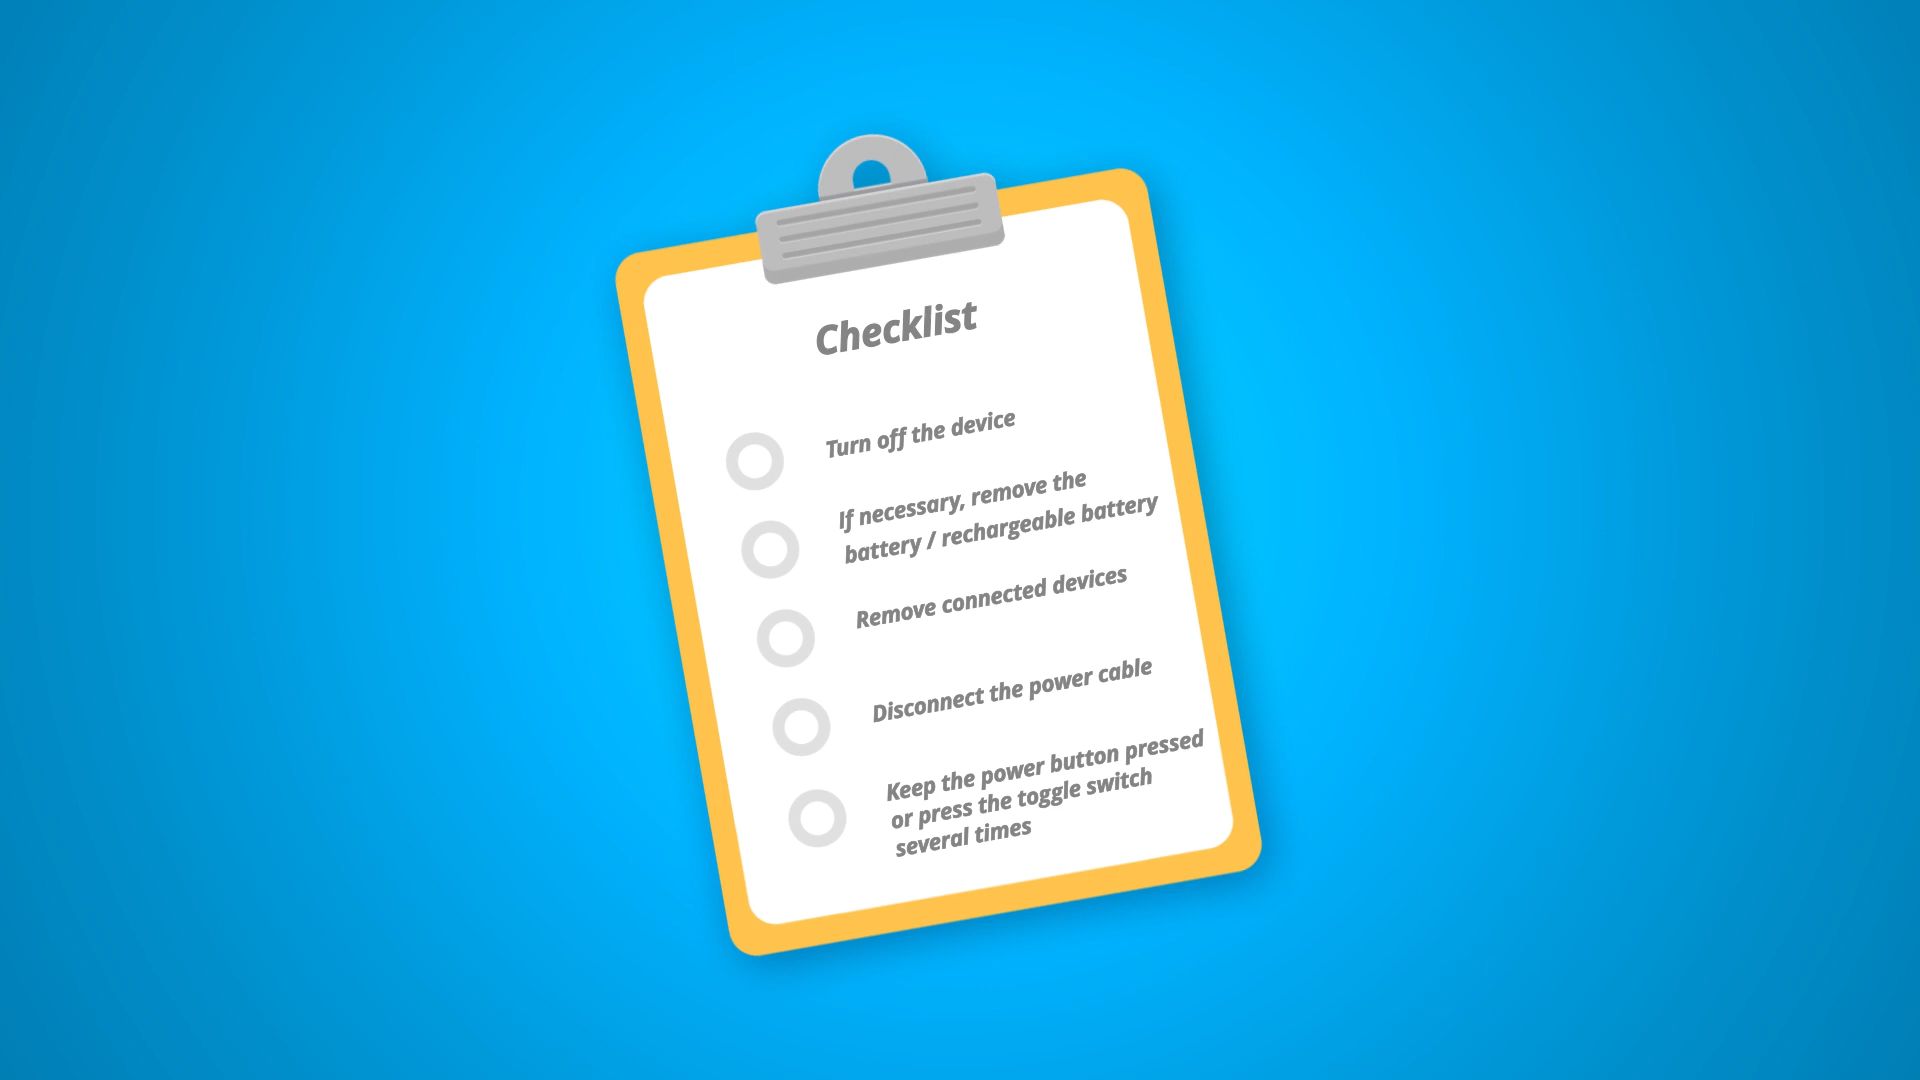 Checklist
Turn off the device
If necessary, remove the
battery / rechargeable battery
Remove connected devices
Disconnect the power cable
Keep the power button pressed
or press the toggle switch
several times